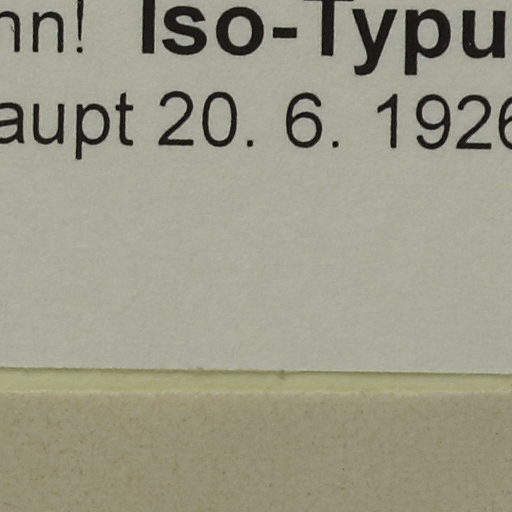 nn! Iso-Typu
aupt 20. 6. 1926